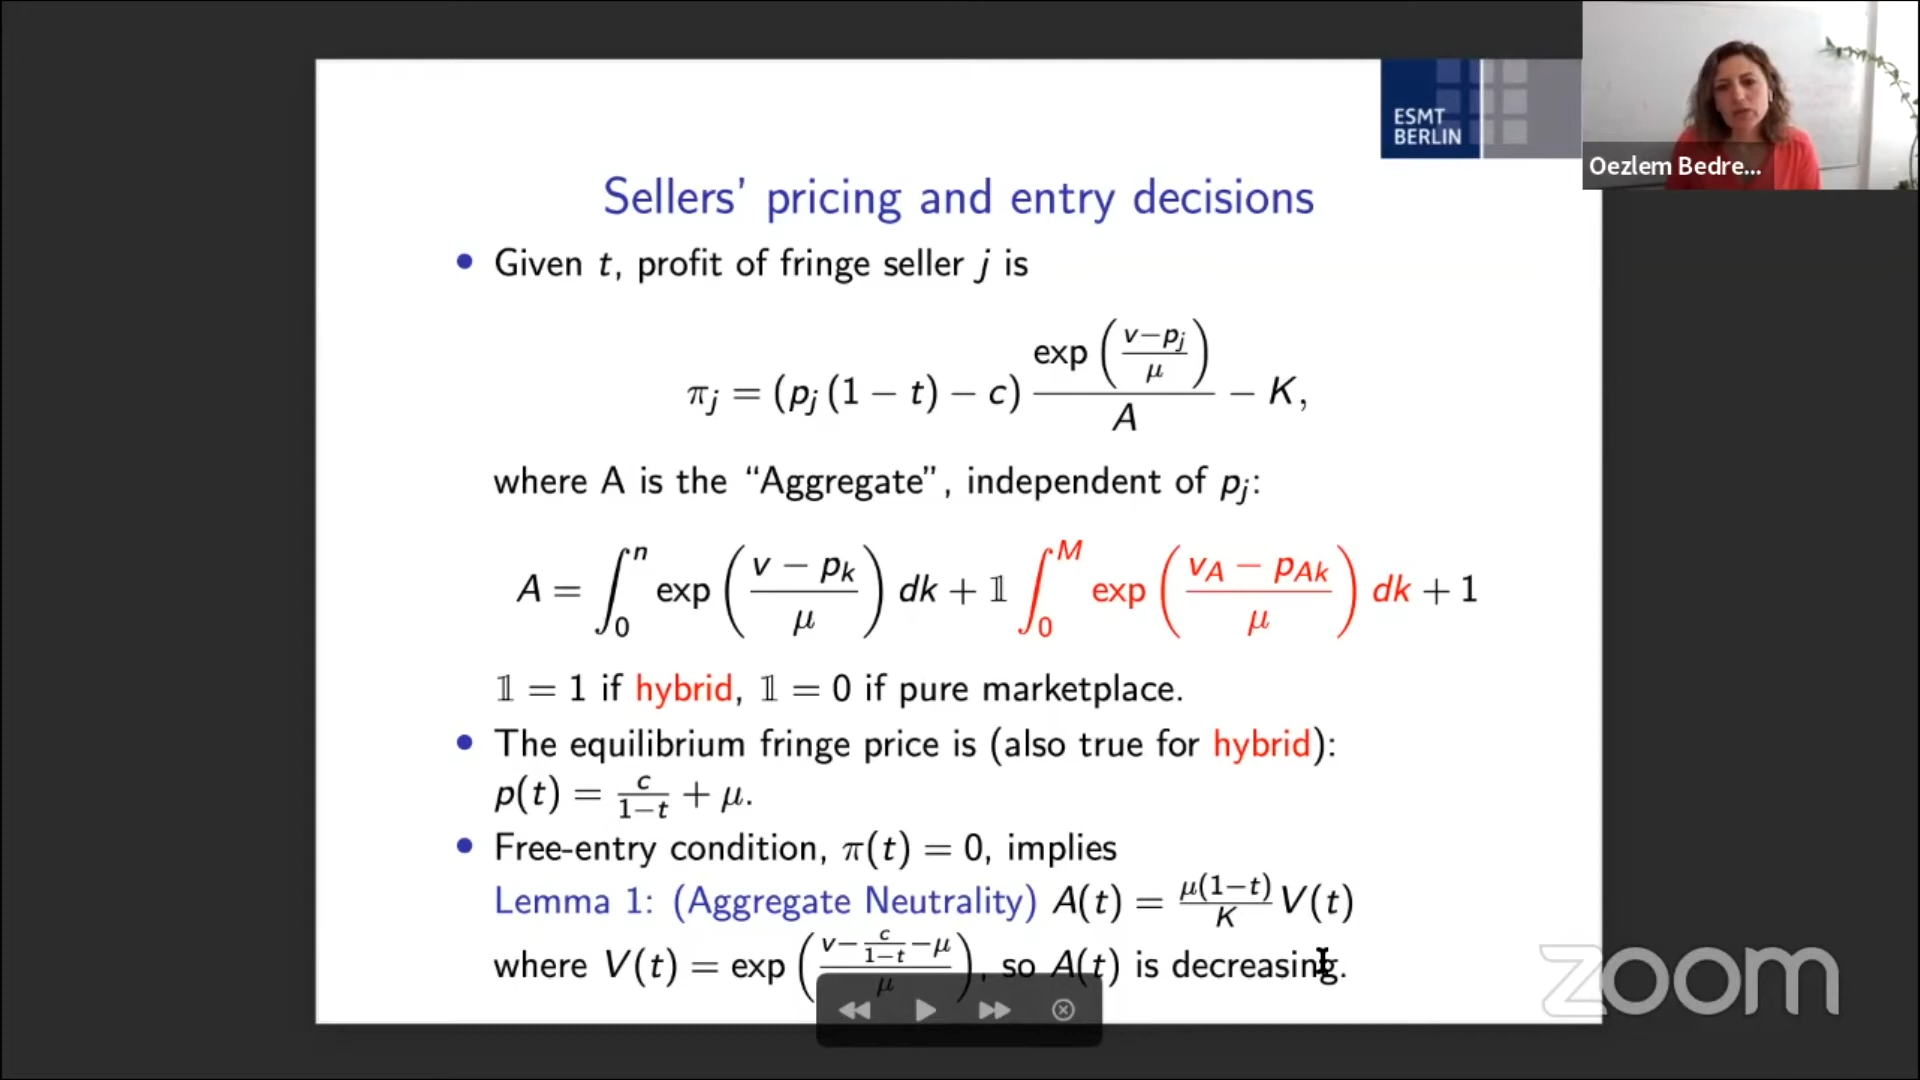 ESMT
BERLIN
Oezlem Bedre...
Sellers' pricing and entry decisions
• Given t, profit of fringe seller j is
π_j = (p_j (1 − t) − c) exp((v−p_j)/μ) / A − K,
where A is the “Aggregate”, independent of p_j:
A = ∫_0^n exp((v − p_k)/μ) dk + 𝟙 ∫_0^M exp((v_A − p_Ak)/μ) dk + 1
𝟙 = 1 if hybrid, 𝟙 = 0 if pure marketplace.
• The equilibrium fringe price is (also true for hybrid):
p(t) = c/(1−t) + μ.
• Free-entry condition, π(t) = 0, implies
Lemma 1: (Aggregate Neutrality) A(t) = μ(1−t)/K V(t)
where V(t) = exp((v − c/(1−t) − μ)/μ), so A(t) is decreasing.
zoom